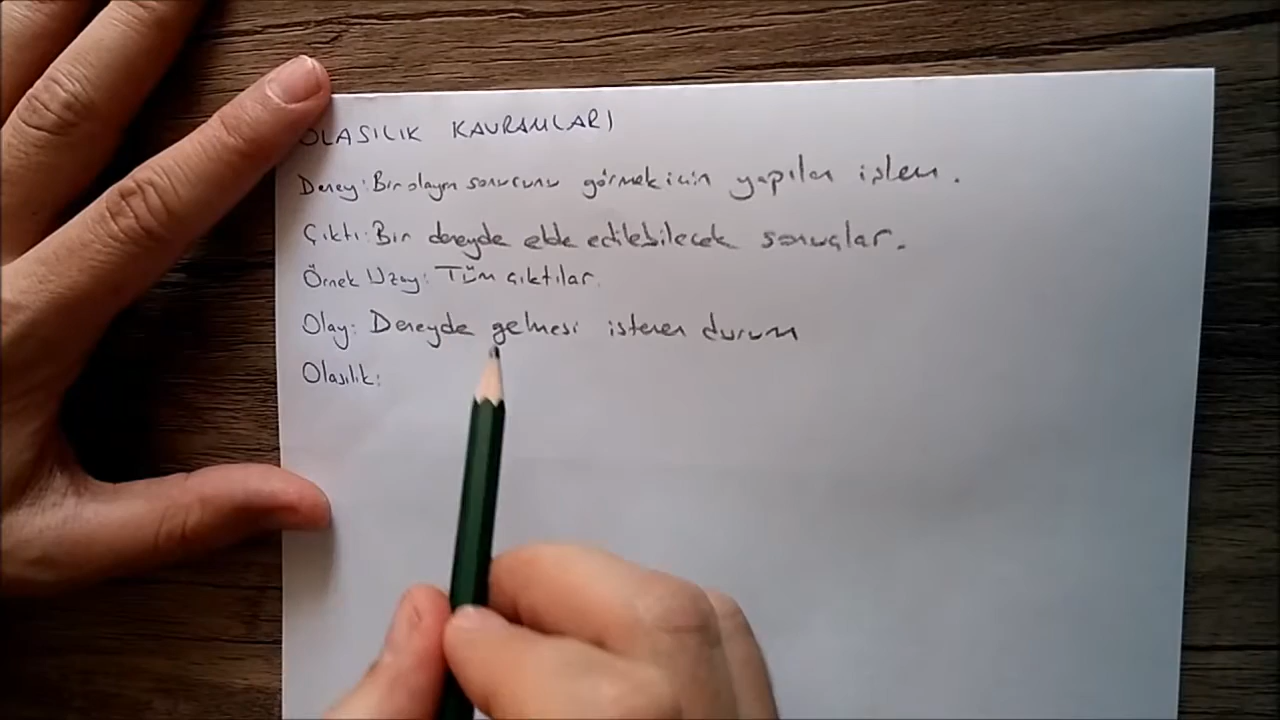 OLASILIK KAVRAMLARI
Deney: Bir olayın sonucunu görmek için yapılan işlem.
Çıktı: Bir deneyde elde edilebilecek sonuçlar.
Örnek Uzay: Tüm çıktılar.
Olay: Deneyde gelmesi istenen durum
Olasılık: